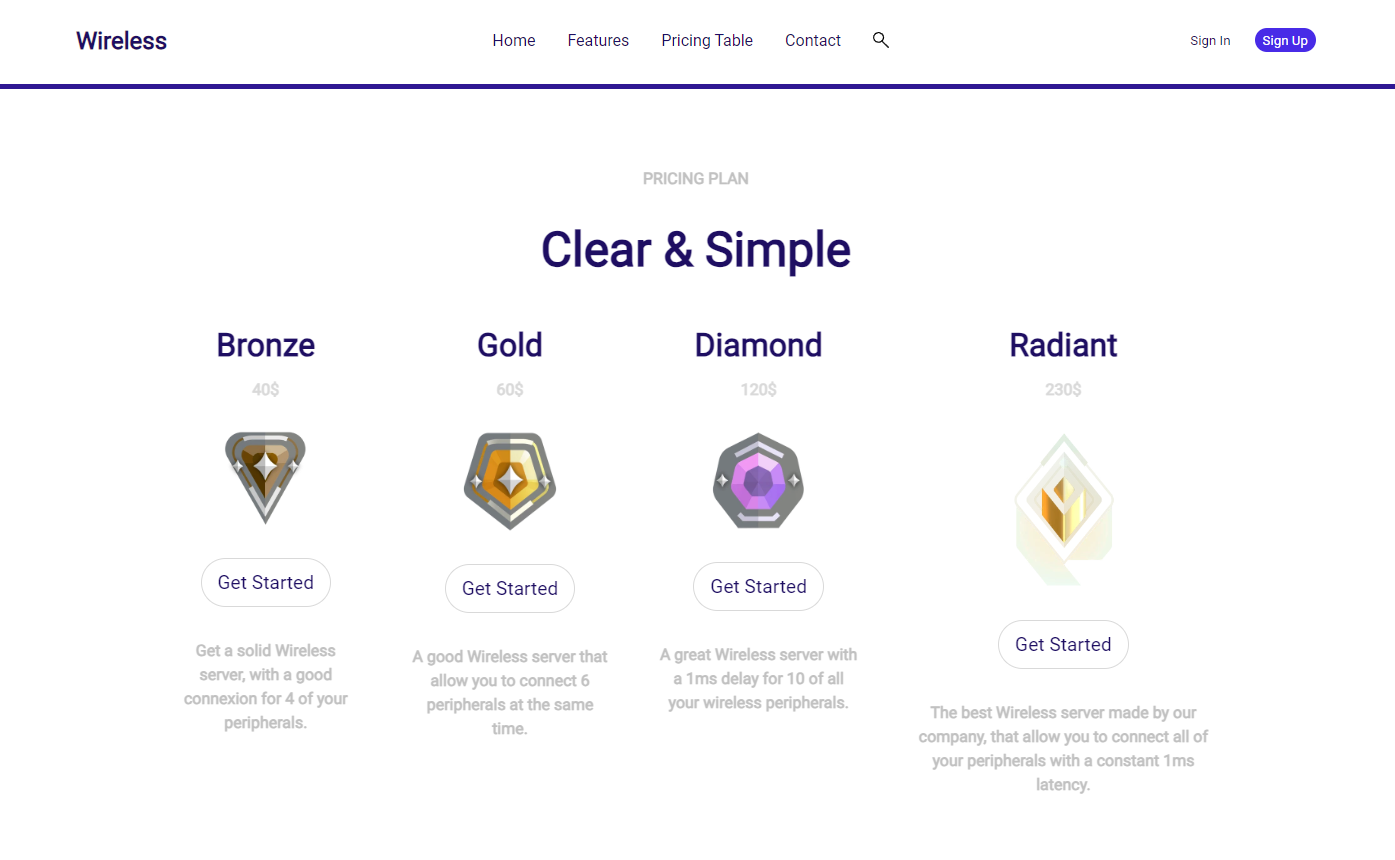 Wireless
Home Features Pricing Table Contact
Sign In Sign Up
PRICING PLAN
Clear & Simple
Bronze
40$
Get Started
Get a solid Wireless
server, with a good
connexion for 4 of your
peripherals.
Gold
60$
Get Started
A good Wireless server that
allow you to connect 6
peripherals at the same
time.
Diamond
120$
Get Started
A great Wireless server with
a 1ms delay for 10 of all
your wireless peripherals.
Radiant
230$
Get Started
The best Wireless server made by our
company, that allow you to connect all of
your peripherals with a constant 1ms
latency.